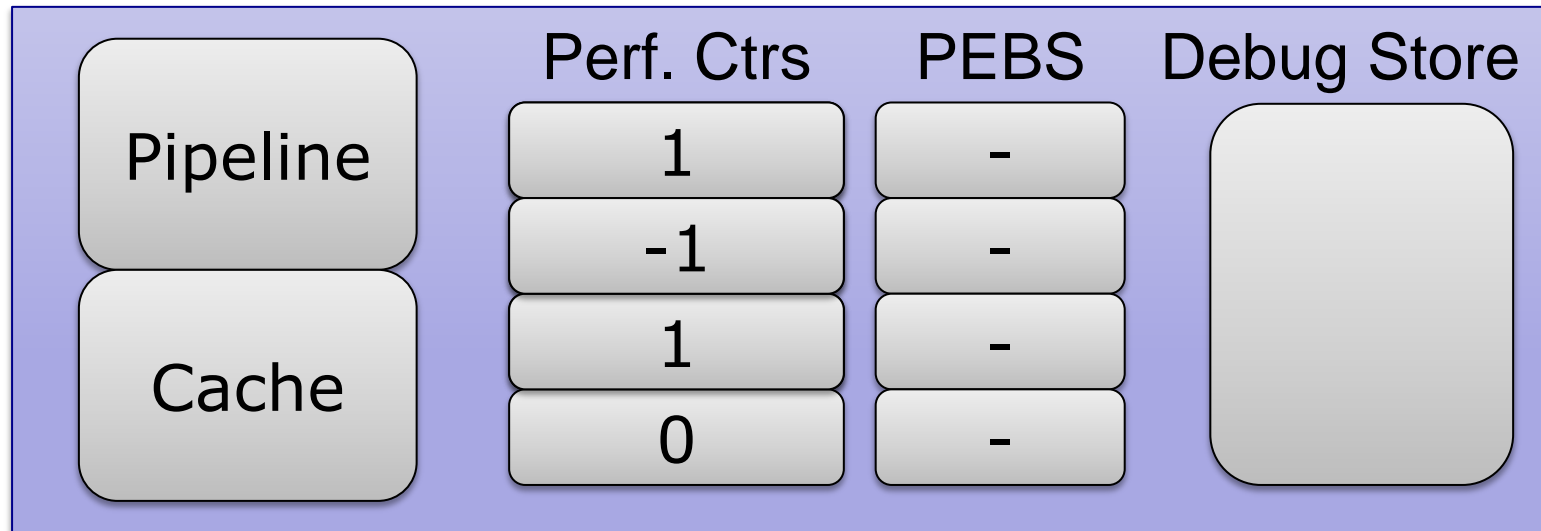 Perf. Ctrs PEBS Debug Store
Pipeline
Cache
1 -
-1 -
1 -
0 -